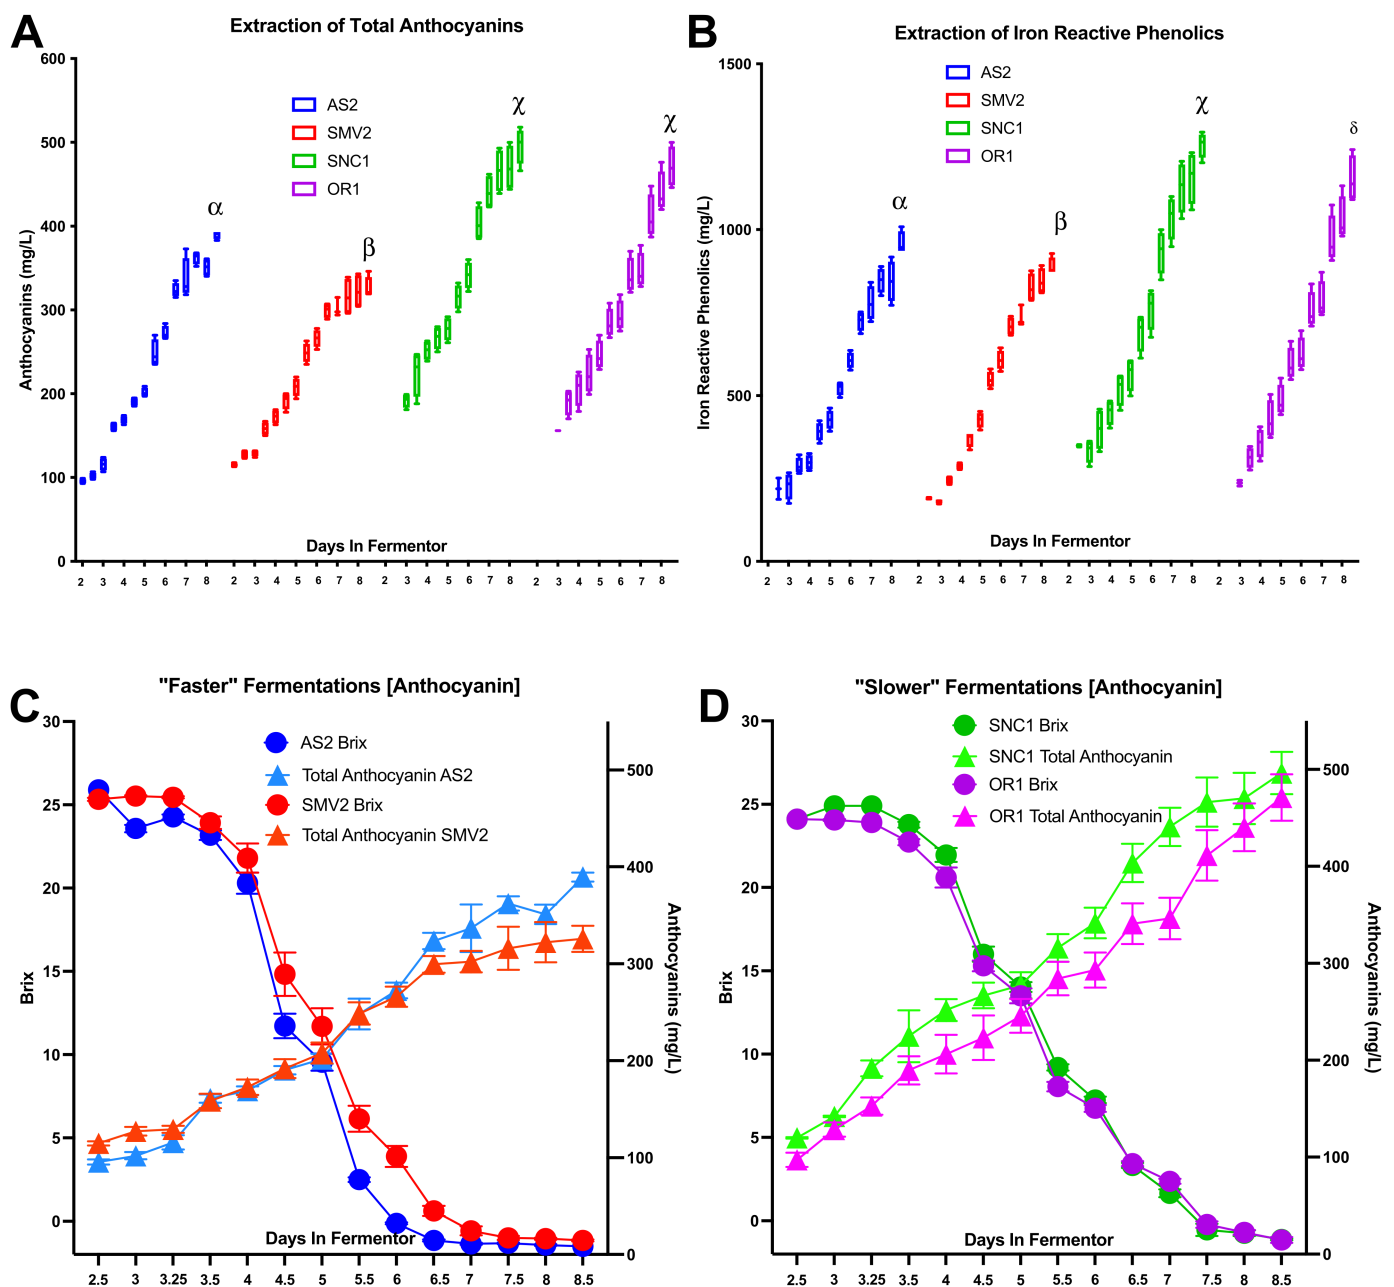 A
Extraction of Total Anthocyanins
600
500
400
300
200
100
0
Anthocyanins (mg/L)
AS2
SMV2
SNC1
OR1
α
β
χ
χ
Days In Fermentor
2 3 4 5 6 7 8 2 3 4 5 6 7 8 2 3 4 5 6 7 8 2 3 4 5 6 7 8
B
Extraction of Iron Reactive Phenolics
1500
1000
500
0
Iron Reactive Phenolics (mg/L)
AS2
SMV2
SNC1
OR1
α
β
χ
δ
Days In Fermentor
2 3 4 5 6 7 8 2 3 4 5 6 7 8 2 3 4 5 6 7 8 2 3 4 5 6 7 8
C
"Faster" Fermentations [Anthocyanin]
30
25
20
15
10
5
0
Brix
AS2 Brix
Total Anthocyanin AS2
SMV2 Brix
Total Anthocyanin SMV2
500
400
300
200
100
0
Anthocyanins (mg/L)
Days In Fermentor
2.5 3 3.25 3.5 4 4.5 5 5.5 6 6.5 7 7.5 8 8.5
D
"Slower" Fermentations [Anthocyanin]
30
25
20
15
10
5
0
Brix
SNC1 Brix
SNC1 Total Anthocyanin
OR1 Brix
OR1 Total Anthocyanin
500
400
300
200
100
0
Anthocyanins (mg/L)
Days In Fermentor
2.5 3 3.25 3.5 4 4.5 5 5.5 6 6.5 7 7.5 8 8.5